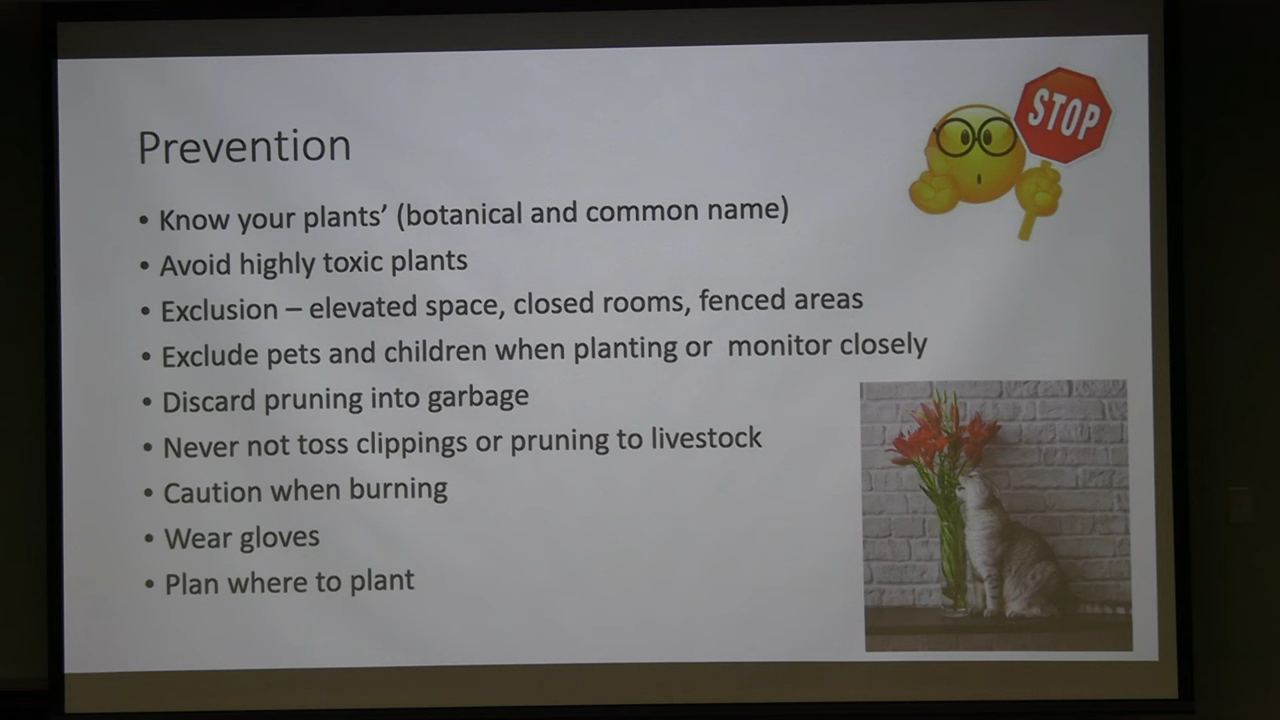 STOP
Prevention
• Know your plants’ (botanical and common name)
• Avoid highly toxic plants
• Exclusion – elevated space, closed rooms, fenced areas
• Exclude pets and children when planting or  monitor closely
• Discard pruning into garbage
• Never not toss clippings or pruning to livestock
• Caution when burning
• Wear gloves
• Plan where to plant